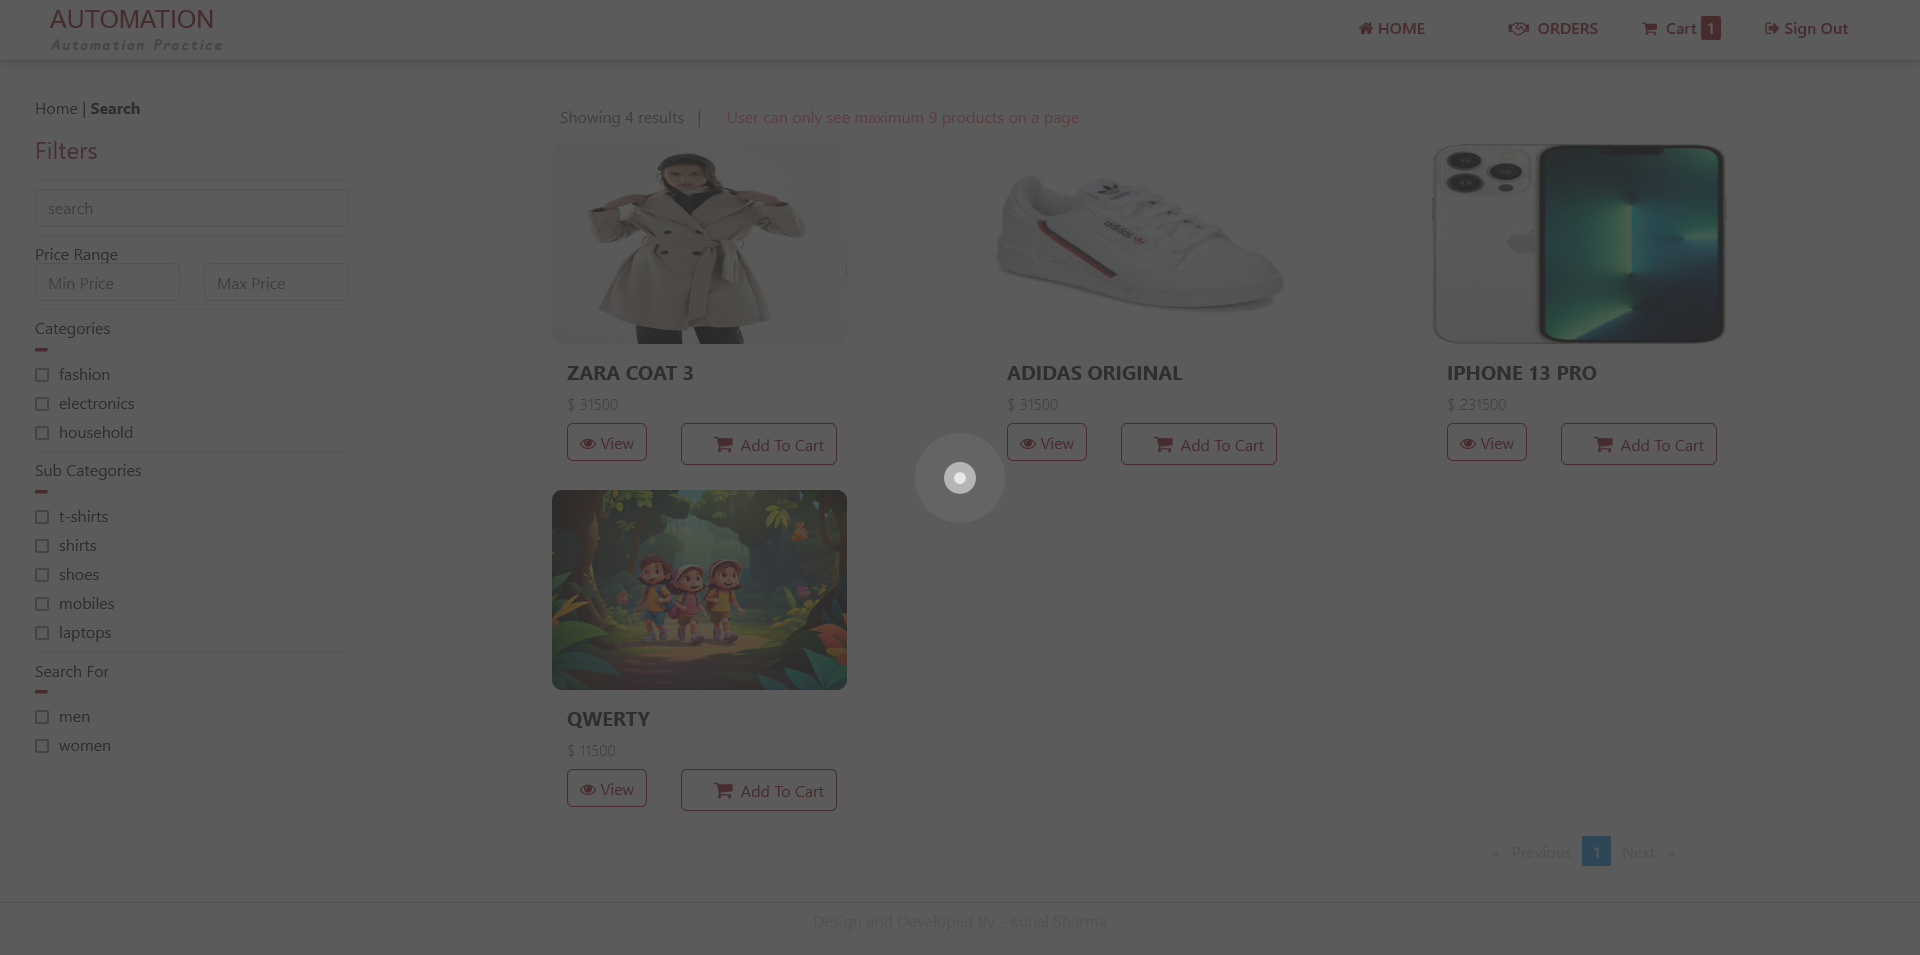 AUTOMATION
Automation Practice
HOME
ORDERS
Cart 1
Sign Out
Home | Search
Filters
search
Price Range
Min Price
Max Price
Categories
fashion
electronics
household
Sub Categories
t-shirts
shirts
shoes
mobiles
laptops
Search For
men
women
Showing 4 results |
User can only see maximum 9 products on a page
adidas
ZARA COAT 3
$ 31500
View
Add To Cart
ADIDAS ORIGINAL
$ 31500
View
Add To Cart
IPHONE 13 PRO
$ 231500
View
Add To Cart
QWERTY
$ 11500
View
Add To Cart
« Previous 1 Next »
Design and Developed By - Kunal Sharma